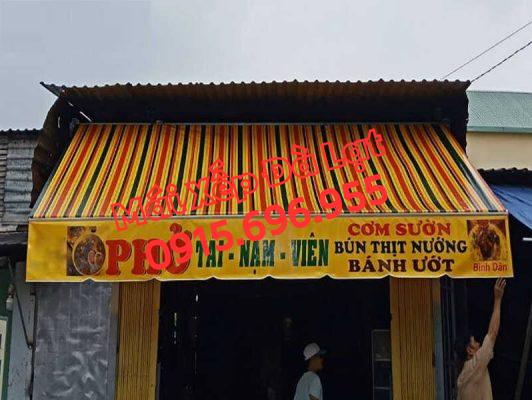 Mái Xếp Đà Lạt
0915.696.955
PHỞ TÁI - NẠM - VIÊN
CƠM SƯỜN
BÚN THỊT NƯỚNG
BÁNH ƯỚT
Bình Dân